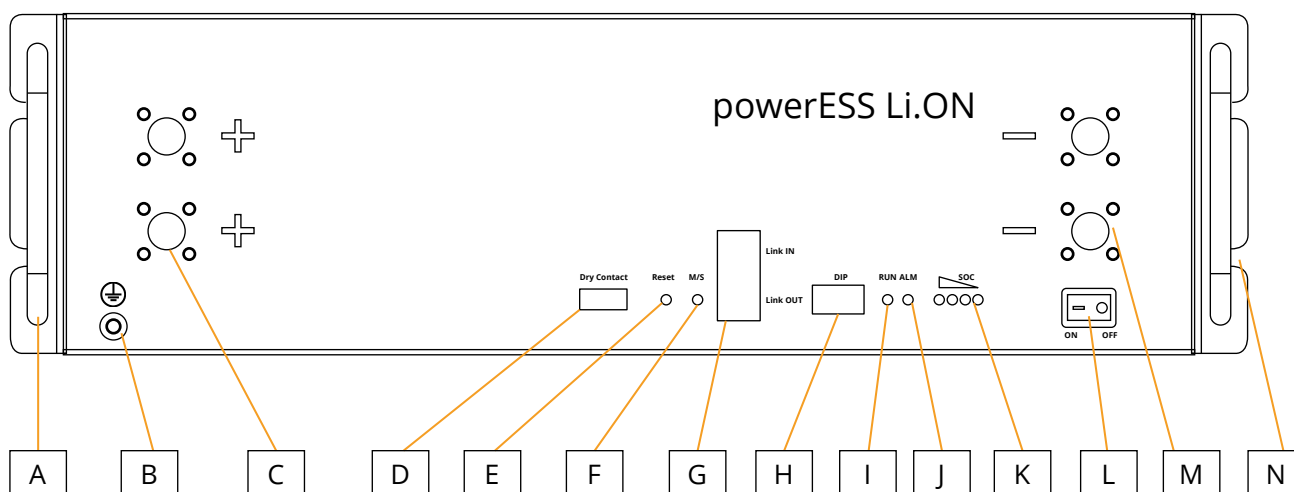 powerESS Li.ON
Link IN
Dry Contact Reset M/S DIP RUN ALM SOC
Link OUT
ON OFF
A B C D E F G H I J K L M N